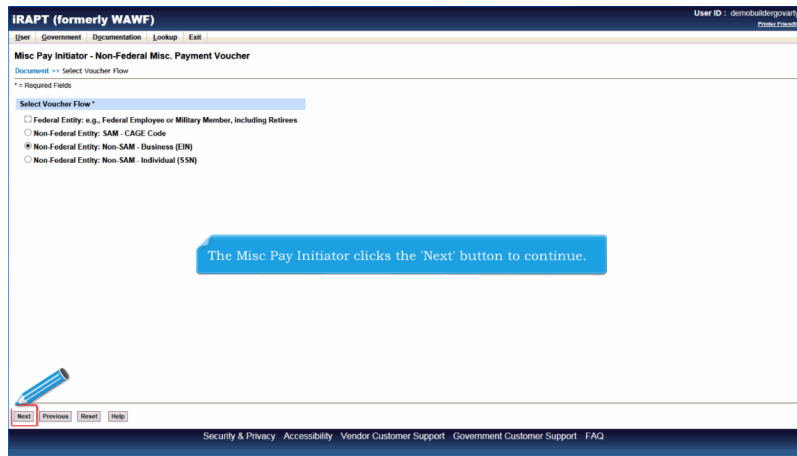 iRAPT (formerly WAWF)
User ID : demobuildergovarty
Printer Friendl
User Government Documentation Lookup Exit
Misc Pay Initiator - Non-Federal Misc. Payment Voucher
Document >> Select Voucher Flow
* = Required Fields
Select Voucher Flow *
Federal Entity: e.g., Federal Employee or Military Member, including Retirees
Non-Federal Entity: SAM - CAGE Code
Non-Federal Entity: Non-SAM - Business (EIN)
Non-Federal Entity: Non-SAM - Individual (SSN)
The Misc Pay Initiator clicks the 'Next' button to continue.
Next Previous Reset Help
Security & Privacy Accessibility Vendor Customer Support Government Customer Support FAQ